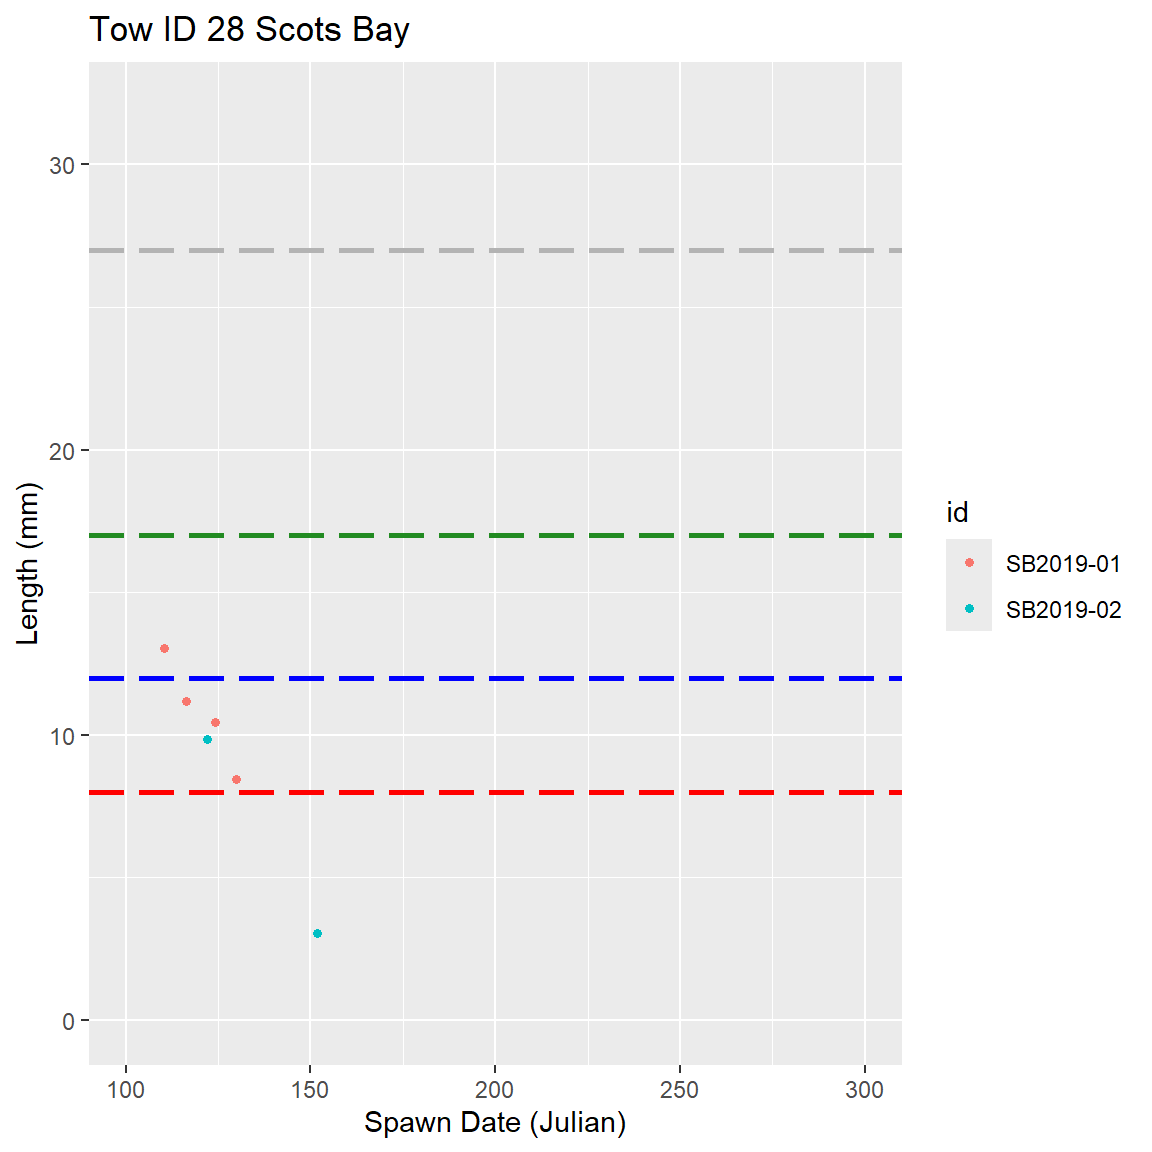 Tow ID 28 Scots Bay
30
20
10
0
Length (mm)
100 150 200 250 300
Spawn Date (Julian)
id
SB2019-01
SB2019-02